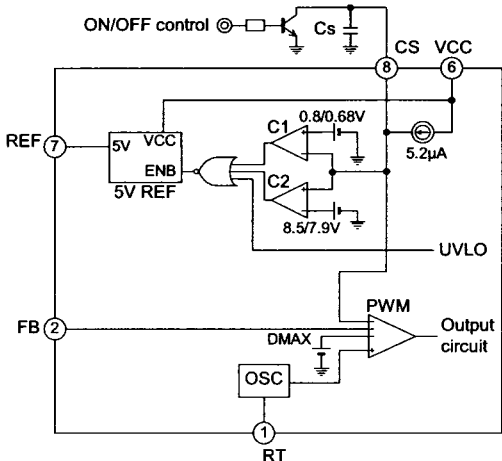 ON/OFF control
Cs
CS
VCC
8
6
REF
7
5V
VCC
ENB
5V REF
C1
0.8/0.68V
C2
8.5/7.9V
5.2µA
UVLO
FB
2
PWM
DMAX
Output
circuit
OSC
1
RT